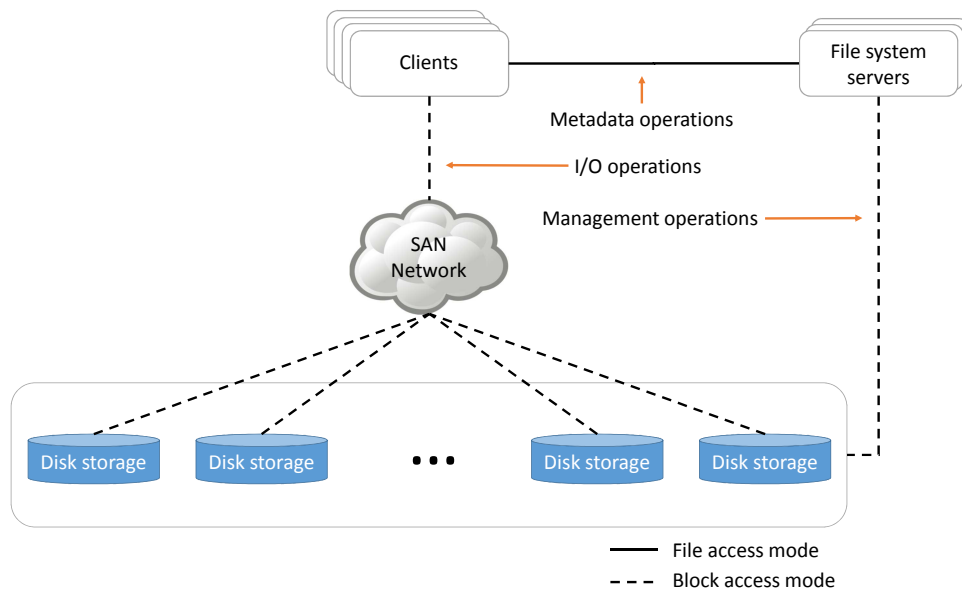 Clients
File system
servers
Metadata operations
I/O operations
Management operations
SAN
Network
Disk storage
Disk storage
Disk storage
Disk storage
File access mode
Block access mode